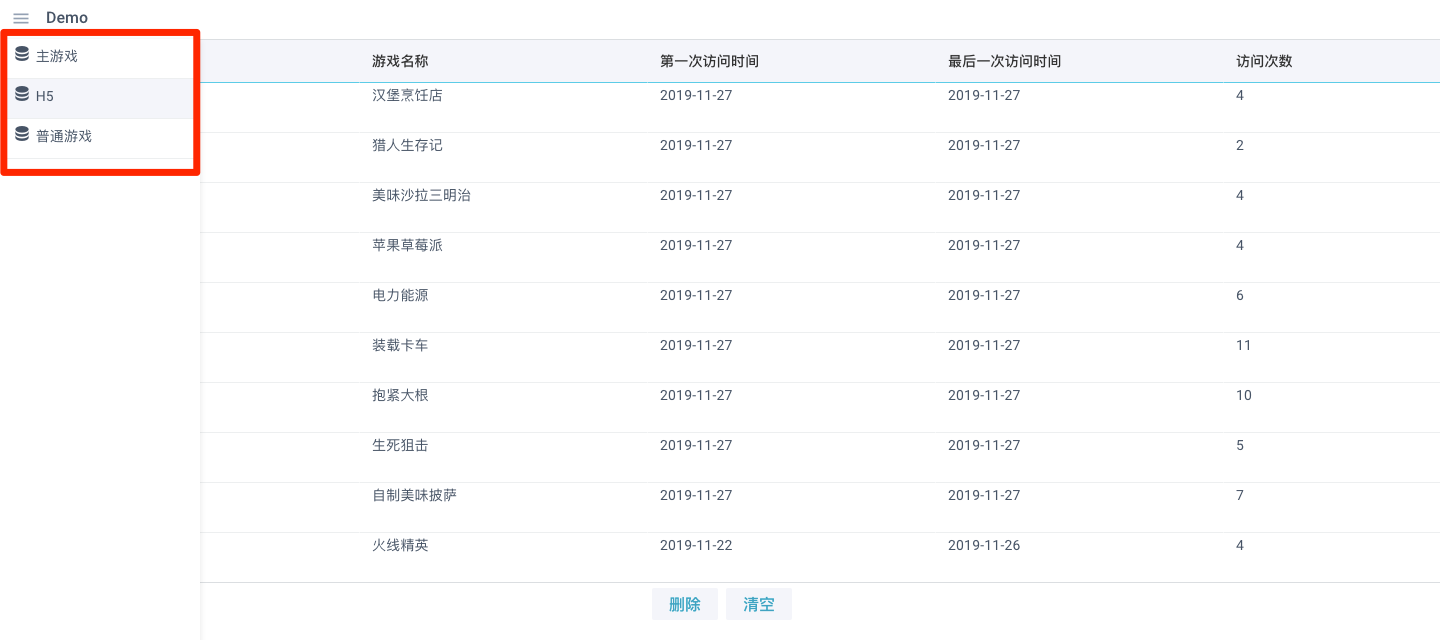 Demo
主游戏
H5
普通游戏
游戏名称 第一次访问时间 最后一次访问时间 访问次数
汉堡烹饪店 2019-11-27 2019-11-27 4
猎人生存记 2019-11-27 2019-11-27 2
美味沙拉三明治 2019-11-27 2019-11-27 4
苹果草莓派 2019-11-27 2019-11-27 4
电力能源 2019-11-27 2019-11-27 6
装载卡车 2019-11-27 2019-11-27 11
抱紧大根 2019-11-27 2019-11-27 10
生死狙击 2019-11-27 2019-11-27 5
自制美味披萨 2019-11-27 2019-11-27 7
火线精英 2019-11-22 2019-11-26 4
删除 清空